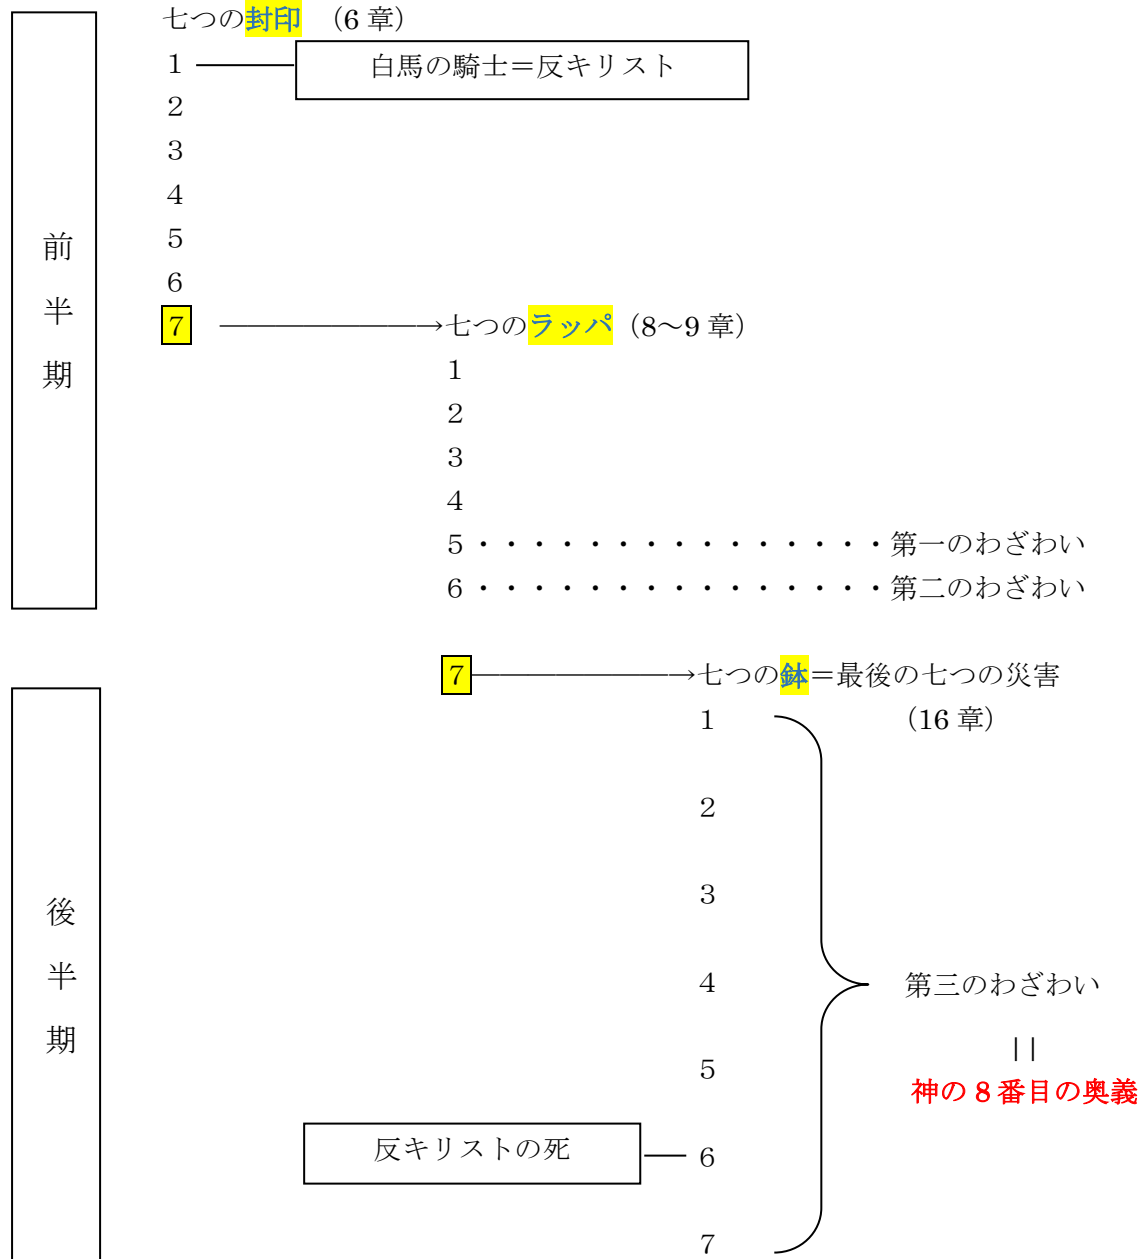 七つの封印 （6 章）
1 白馬の騎士＝反キリスト
2
3
4
5
6
7 →七つのラッパ（8～9 章）
前半期
1
2
3
4
5・・・・・・・・・・・・・・・第一のわざわい
6・・・・・・・・・・・・・・・第二のわざわい
7 →七つの鉢＝最後の七つの災害
1 （16 章）
2
3
後半期
4 第三のわざわい
||
5
神の 8 番目の奥義
反キリストの死 6
7